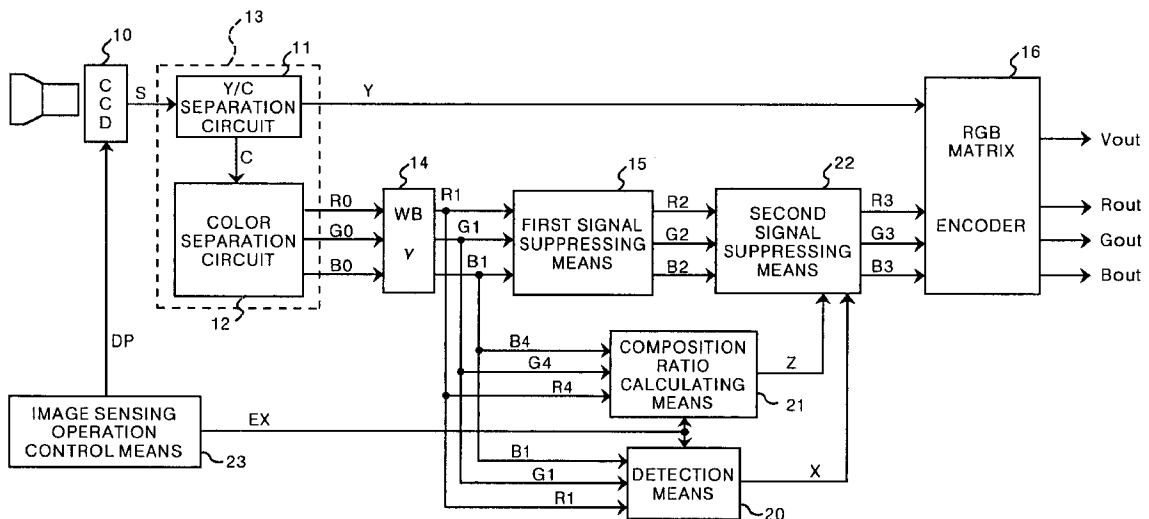 13
10
11
16
C
C
D
S
Y/C
SEPARATION
CIRCUIT
Y
C
RGB
MATRIX
ENCODER
Vout
Rout
Gout
Bout
14
15
22
COLOR
SEPARATION
CIRCUIT
12
R0
G0
B0
WB
γ
R1
G1
B1
FIRST SIGNAL
SUPPRESSING
MEANS
R2
G2
B2
SECOND
SIGNAL
SUPPRESSING
MEANS
R3
G3
B3
DP
B4
G4
R4
COMPOSITION
RATIO
CALCULATING
MEANS
21
Z
IMAGE SENSING
OPERATION
CONTROL MEANS
23
EX
B1
G1
R1
DETECTION
MEANS
20
X